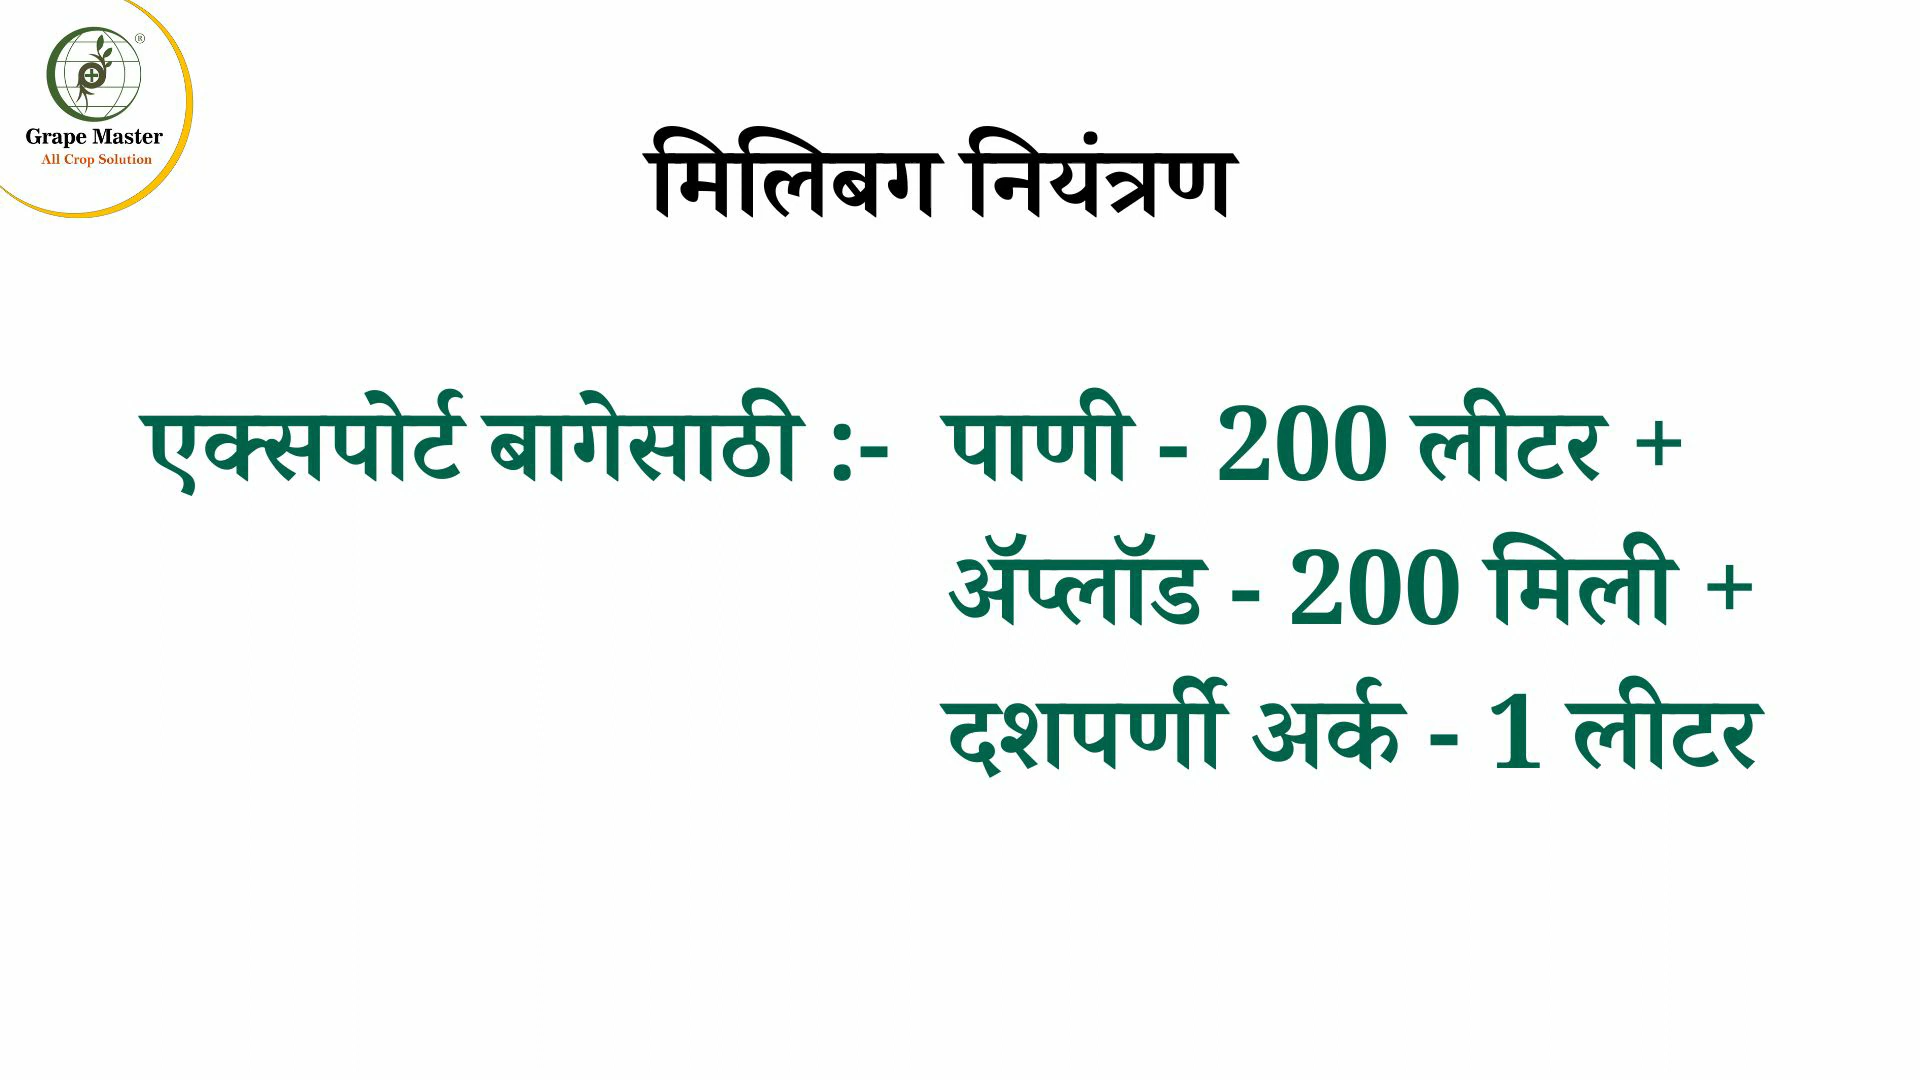 ®
Grape Master
All Crop Solution
मिलिबग नियंत्रण
एक्सपोर्ट बागेसाठी :- पाणी - 200 लीटर +
ॲप्लॉड - 200 मिली +
दशपर्णी अर्क - 1 लीटर